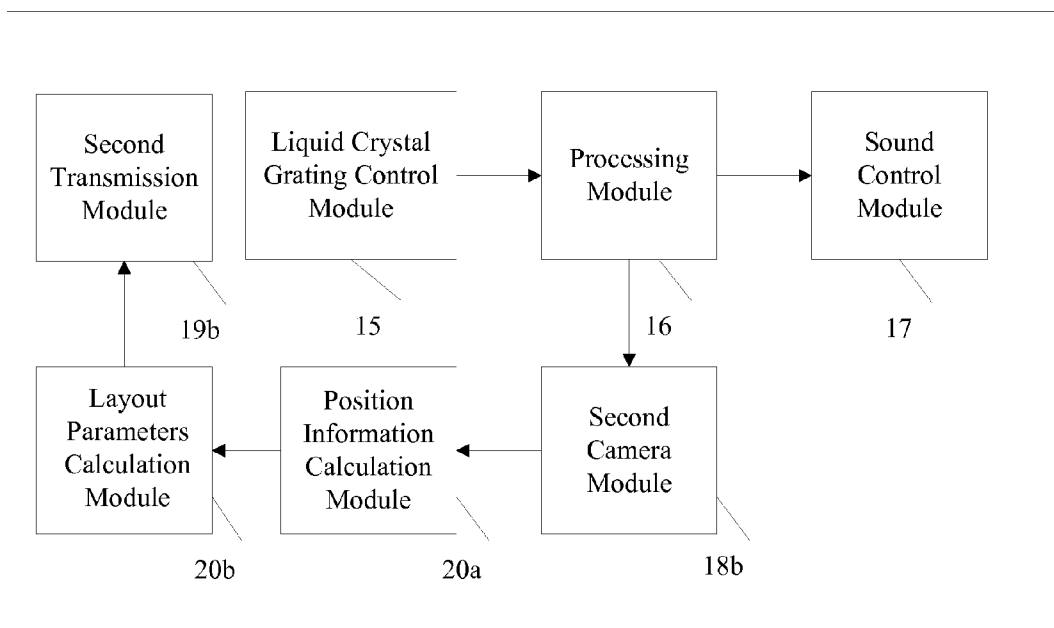 Second
Transmission
Module
Liquid Crystal
Grating Control
Module
Processing
Module
Sound
Control
Module
19b
15
16
17
Layout
Parameters
Calculation
Module
Position
Information
Calculation
Module
Second
Camera
Module
20b
20a
18b